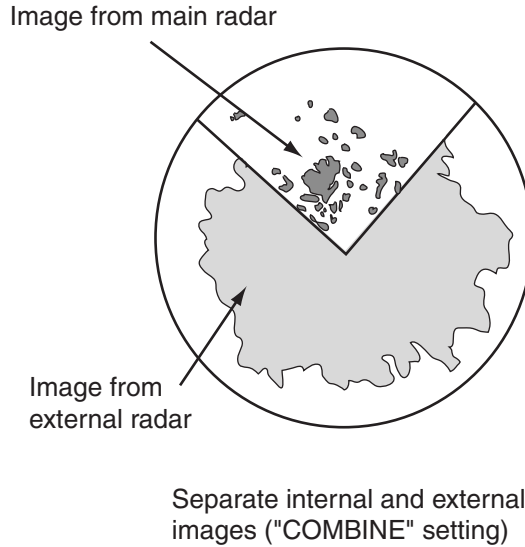 Image from main radar
Image from
external radar
Separate internal and external
images ("COMBINE" setting)